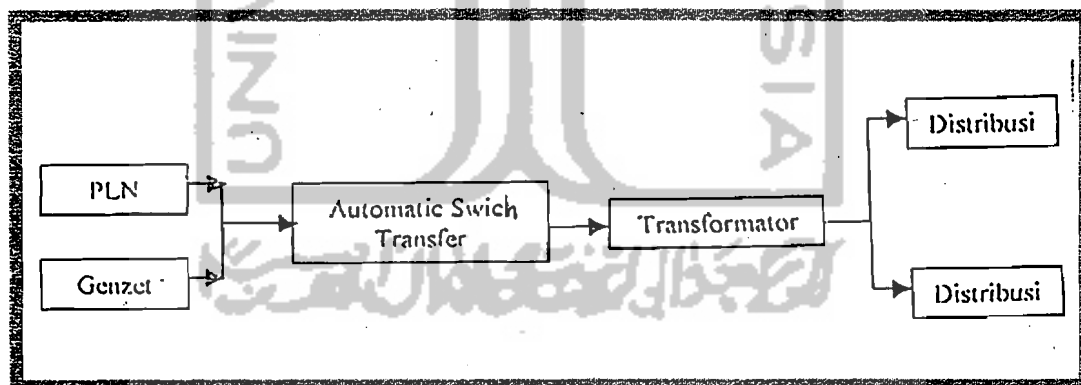 PLN
Genzet
Automatic Swich
Transfer
Transformator
Distribusi
Distribusi